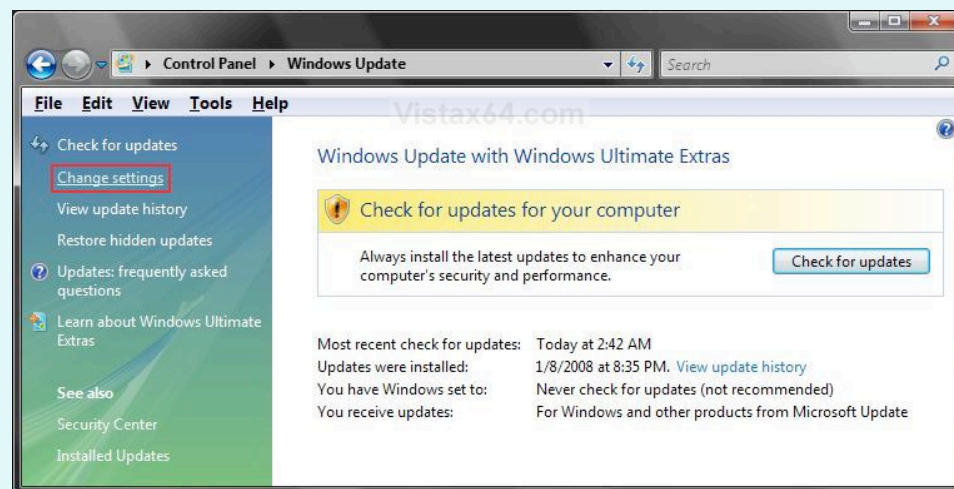 Control Panel ▸ Windows Update
Search
File Edit View Tools Help
Vistax64.com
Check for updates
Change settings
View update history
Restore hidden updates
Updates: frequently asked
questions
Learn about Windows Ultimate
Extras
See also
Security Center
Installed Updates
Windows Update with Windows Ultimate Extras
Check for updates for your computer
Always install the latest updates to enhance your
computer's security and performance.
Check for updates
Most recent check for updates: Today at 2:42 AM
Updates were installed: 1/8/2008 at 8:35 PM. View update history
You have Windows set to: Never check for updates (not recommended)
You receive updates: For Windows and other products from Microsoft Update